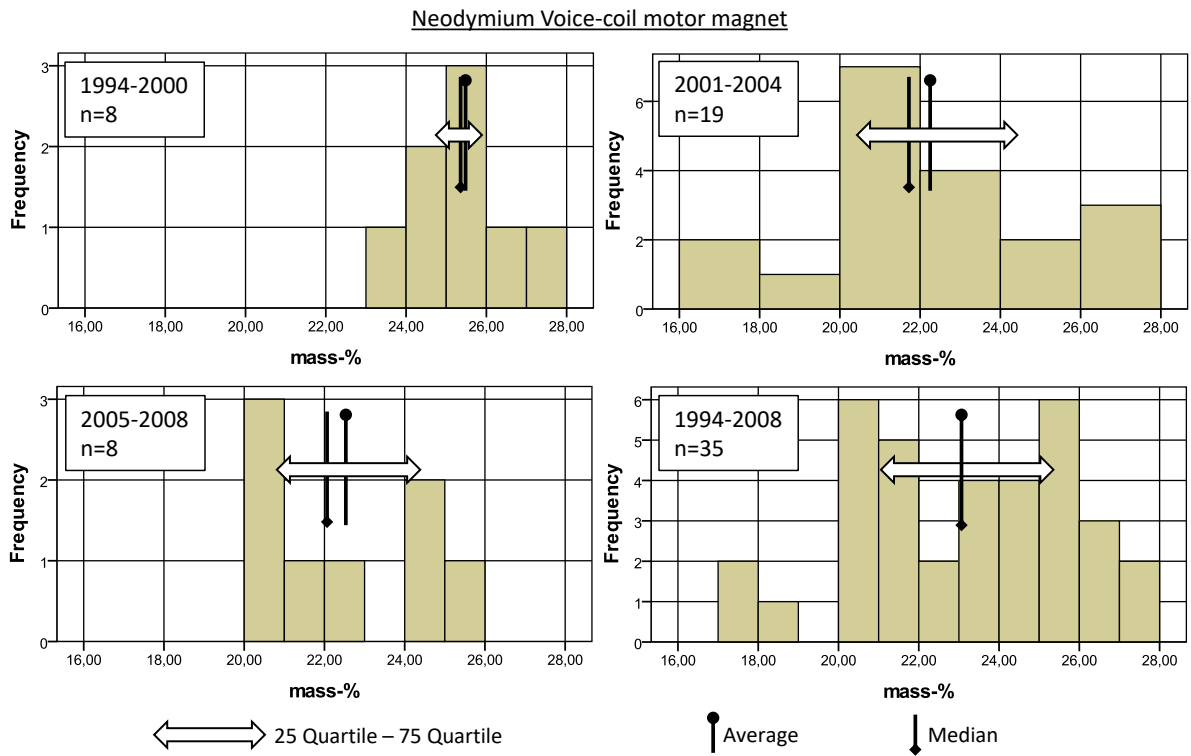 Neodymium Voice-coil motor magnet
1994-2000
n=8
Frequency
3
2
1
0
16,00 18,00 20,00 22,00 24,00 26,00 28,00
mass-%
2001-2004
n=19
Frequency
6
4
2
0
16,00 18,00 20,00 22,00 24,00 26,00 28,00
mass-%
2005-2008
n=8
Frequency
3
2
1
0
16,00 18,00 20,00 22,00 24,00 26,00 28,00
mass-%
1994-2008
n=35
Frequency
6
5
4
3
2
1
0
16,00 18,00 20,00 22,00 24,00 26,00 28,00
mass-%
25 Quartile – 75 Quartile
Average
Median